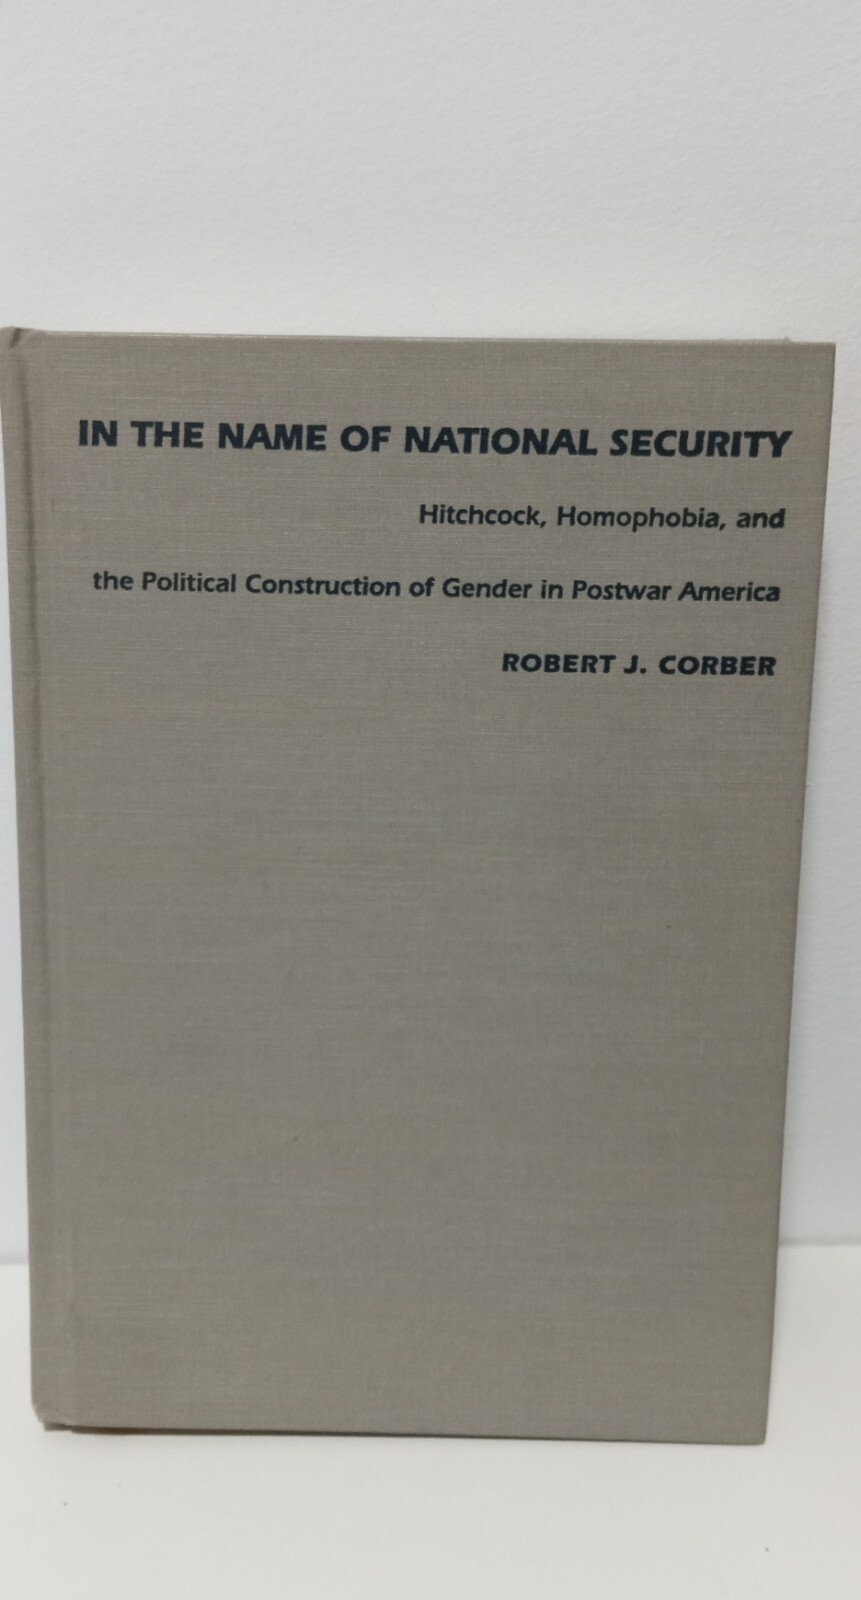 IN THE NAME OF NATIONAL SECURITY
Hitchcock, Homophobia, and
the Political Construction of Gender in Postwar America
ROBERT J. CORBER